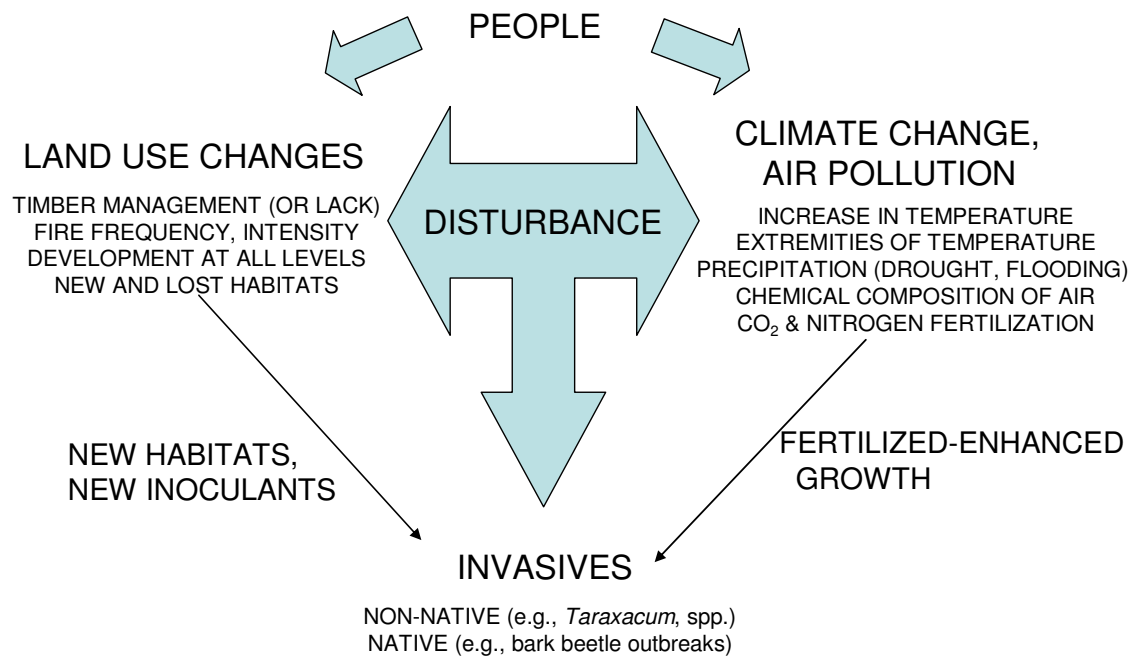 PEOPLE
LAND USE CHANGES
TIMBER MANAGEMENT (OR LACK)
FIRE FREQUENCY, INTENSITY
DEVELOPMENT AT ALL LEVELS
NEW AND LOST HABITATS
DISTURBANCE
CLIMATE CHANGE,
AIR POLLUTION
INCREASE IN TEMPERATURE
EXTREMITIES OF TEMPERATURE
PRECIPITATION (DROUGHT, FLOODING)
CHEMICAL COMPOSITION OF AIR
CO₂ & NITROGEN FERTILIZATION
NEW HABITATS,
NEW INOCULANTS
FERTILIZED-ENHANCED
GROWTH
INVASIVES
NON-NATIVE (e.g., Taraxacum, spp.)
NATIVE (e.g., bark beetle outbreaks)